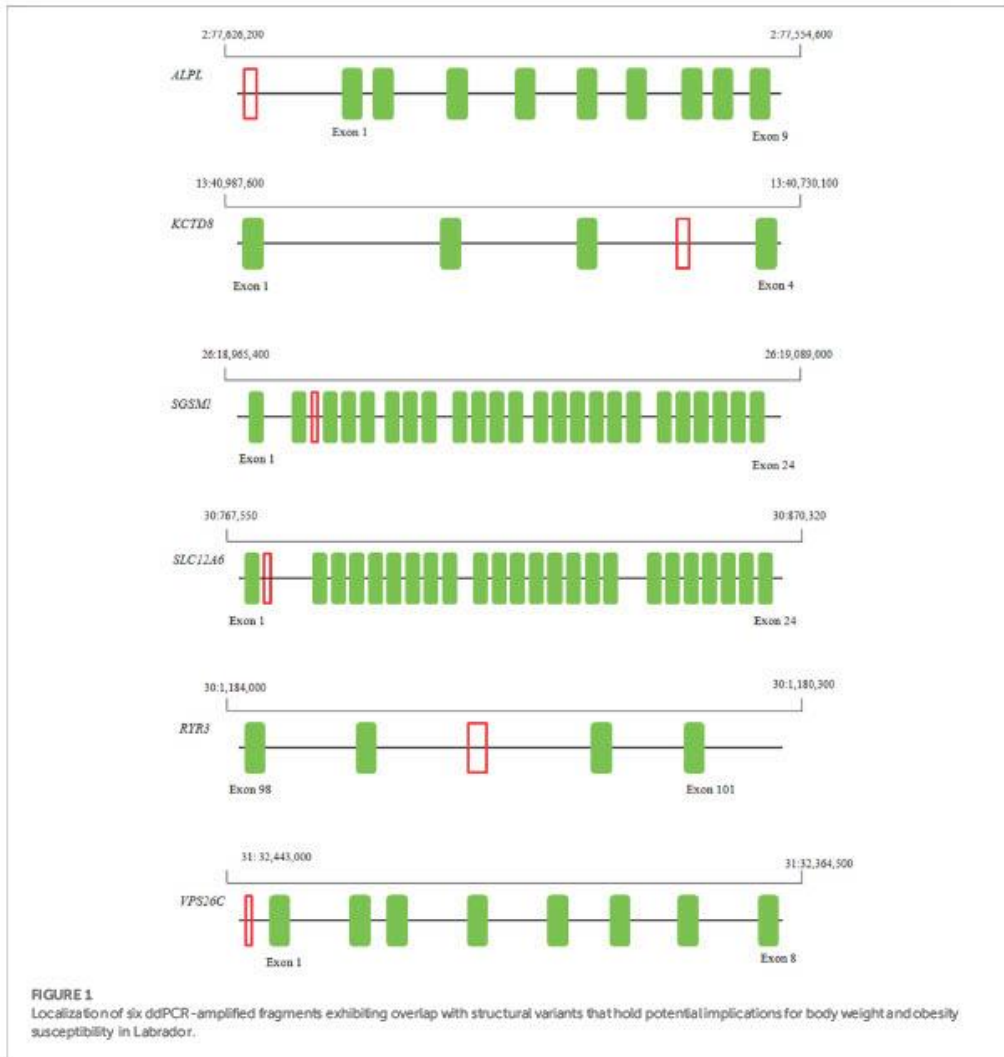 2:77,626,200 2:77,554,600
ALPL
Exon 1 Exon 9
13:40,987,600 13:40,730,100
KCTD8
Exon 1 Exon 4
26:18,965,400 26:19,089,000
SGSM1
Exon 1 Exon 24
30:767,550 30:870,320
SLC12A6
Exon 1 Exon 24
30:1,184,000 30:1,180,300
RYR3
Exon 98 Exon 101
31: 32,443,000 31:32,364,500
VPS26C
Exon 1 Exon 8
FIGURE 1
Localization of six ddPCR-amplified fragments exhibiting overlap with structural variants that hold potential implications for body weight and obesity
susceptibility in Labrador.